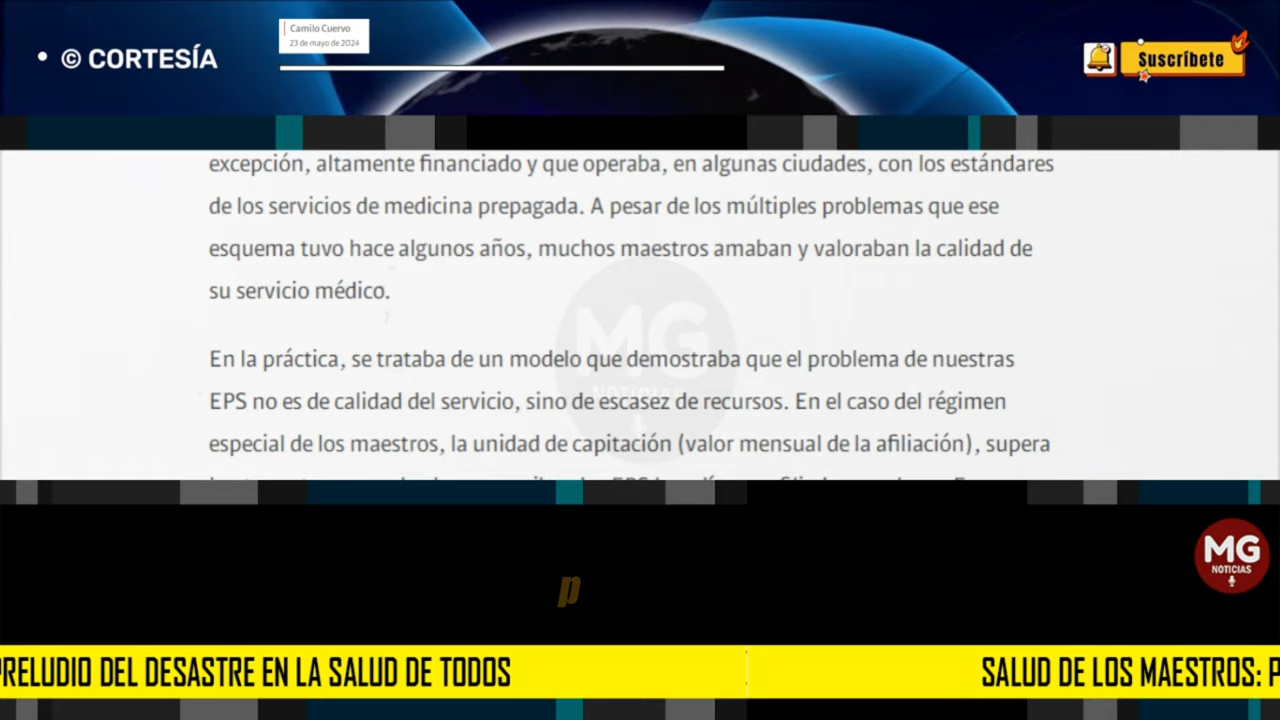 Camilo Cuervo
23 de mayo de 2024
• © CORTESÍA
Suscríbete
excepción, altamente financiado y que operaba, en algunas ciudades, con los estándares
de los servicios de medicina prepagada. A pesar de los múltiples problemas que ese
esquema tuvo hace algunos años, muchos maestros amaban y valoraban la calidad de
su servicio médico.
En la práctica, se trataba de un modelo que demostraba que el problema de nuestras
EPS no es de calidad del servicio, sino de escasez de recursos. En el caso del régimen
especial de los maestros, la unidad de capitación (valor mensual de la afiliación), supera
MG
NOTICIAS
MG
NOTICIAS
p
PRELUDIO DEL DESASTRE EN LA SALUD DE TODOS
SALUD DE LOS MAESTROS: P